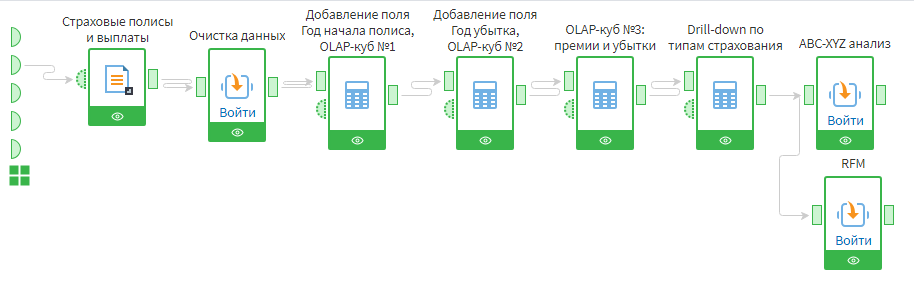 Страховые полисы
и выплаты
Войти
Очистка данных
Добавление поля
Год начала полиса,
OLAP-куб №1
Добавление поля
Год убытка,
OLAP-куб №2
OLAP-куб №3:
премии и убытки
Drill-down по
типам страхования
ABC-XYZ анализ
Войти
RFM
Войти